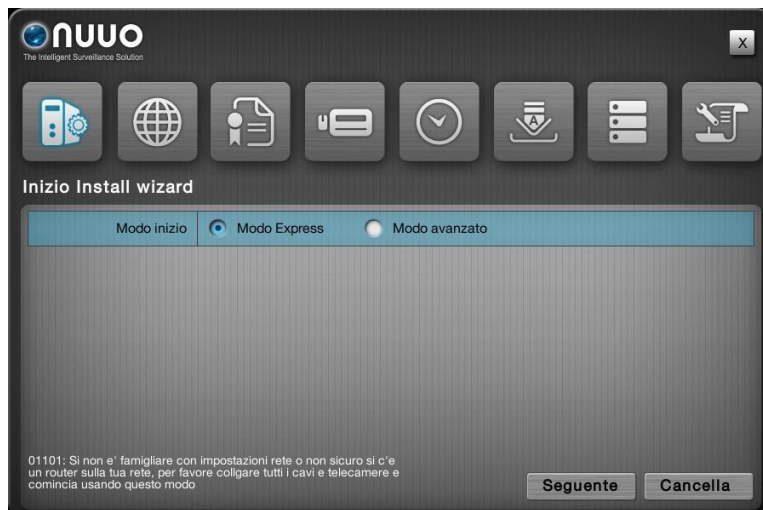 nuuo
The Intelligent Surveillance Solution
X
A
Inizio Install wizard
Modo inizio
Modo Express
Modo avanzato
01101: Si non e' famigliare con impostazioni rete o non sicuro si c'e
un router sulla tua rete, per favore collgare tutti i cavi e telecamere e
comincia usando questo modo
Seguente
Cancella